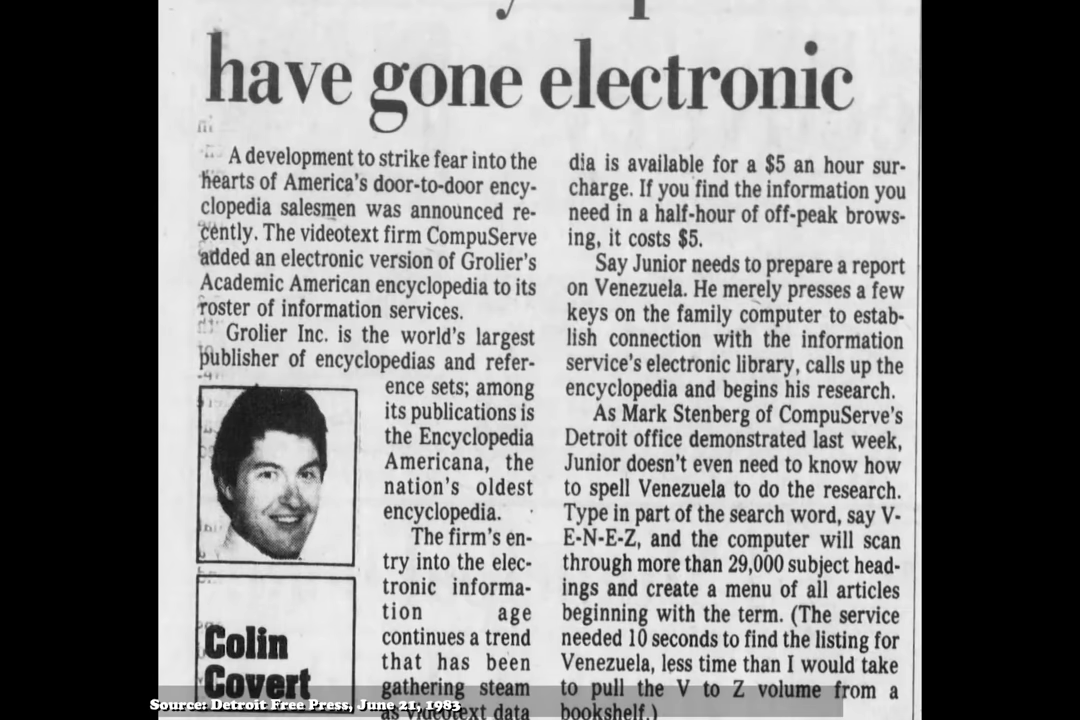 have gone electronic
A development to strike fear into the
hearts of America's door-to-door ency-
clopedia salesmen was announced re-
cently. The videotext firm CompuServe
added an electronic version of Grolier's
Academic American encyclopedia to its
roster of information services.
Grolier Inc. is the world's largest
publisher of encyclopedias and refer-
ence sets; among
its publications is
the Encyclopedia
Americana, the
nation's oldest
encyclopedia.
The firm's en-
try into the elec-
tronic informa-
tion age
continues a trend
that has been
gathering steam
as videotext data
Colin
Covert
dia is available for a $5 an hour sur-
charge. If you find the information you
need in a half-hour of off-peak brows-
ing, it costs $5.
Say Junior needs to prepare a report
on Venezuela. He merely presses a few
keys on the family computer to estab-
lish connection with the information
service's electronic library, calls up the
encyclopedia and begins his research.
As Mark Stenberg of CompuServe's
Detroit office demonstrated last week,
Junior doesn't even need to know how
to spell Venezuela to do the research.
Type in part of the search word, say V-
E-N-E-Z, and the computer will scan
through more than 29,000 subject head-
ings and create a menu of all articles
beginning with the term. (The service
needed 10 seconds to find the listing for
Venezuela, less time than I would take
to pull the V to Z volume from a
bookshelf.)
Source: Detroit Free Press, June 21, 1983